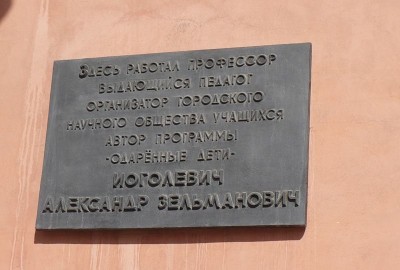 Здесь работал профессор
выдающийся педагог
организатор городского
научного общества учащихся
автор программы
-одарённые дети-
ИОГОЛЕВИЧ
АЛЕКСАНДР ЗЕЛЬМАНОВИЧ